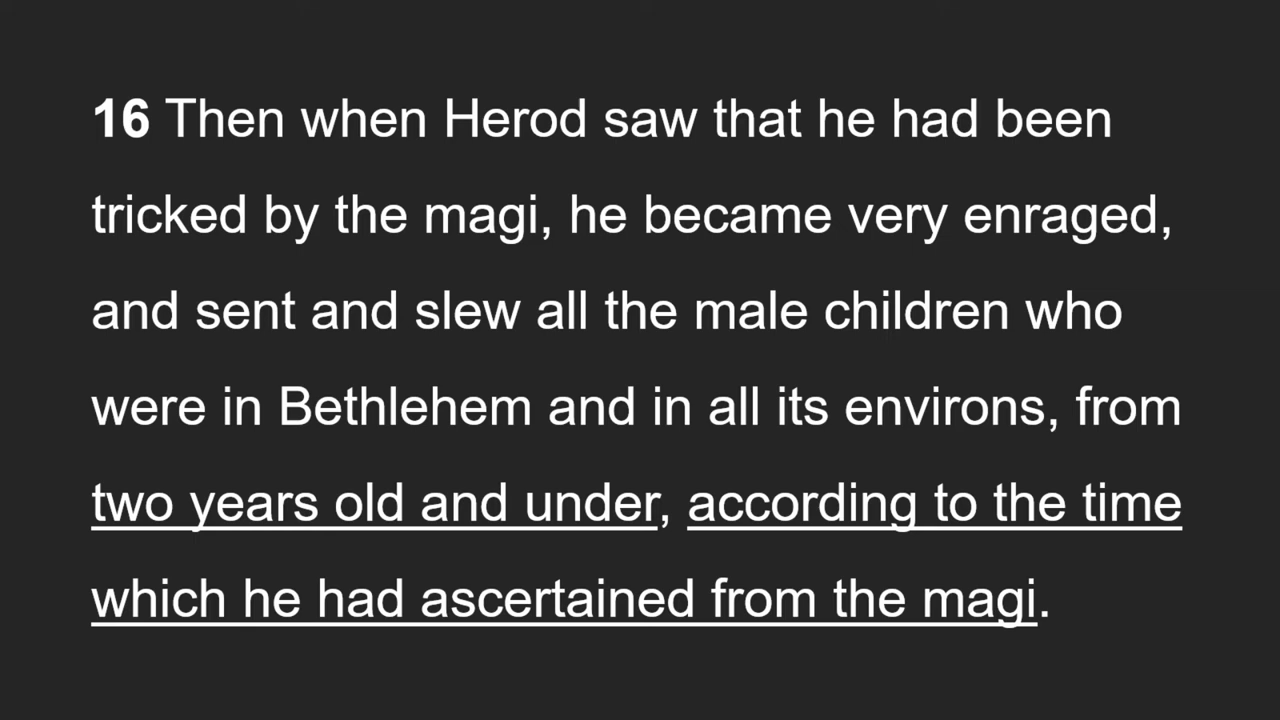 16 Then when Herod saw that he had been
tricked by the magi, he became very enraged,
and sent and slew all the male children who
were in Bethlehem and in all its environs, from
two years old and under, according to the time
which he had ascertained from the magi.